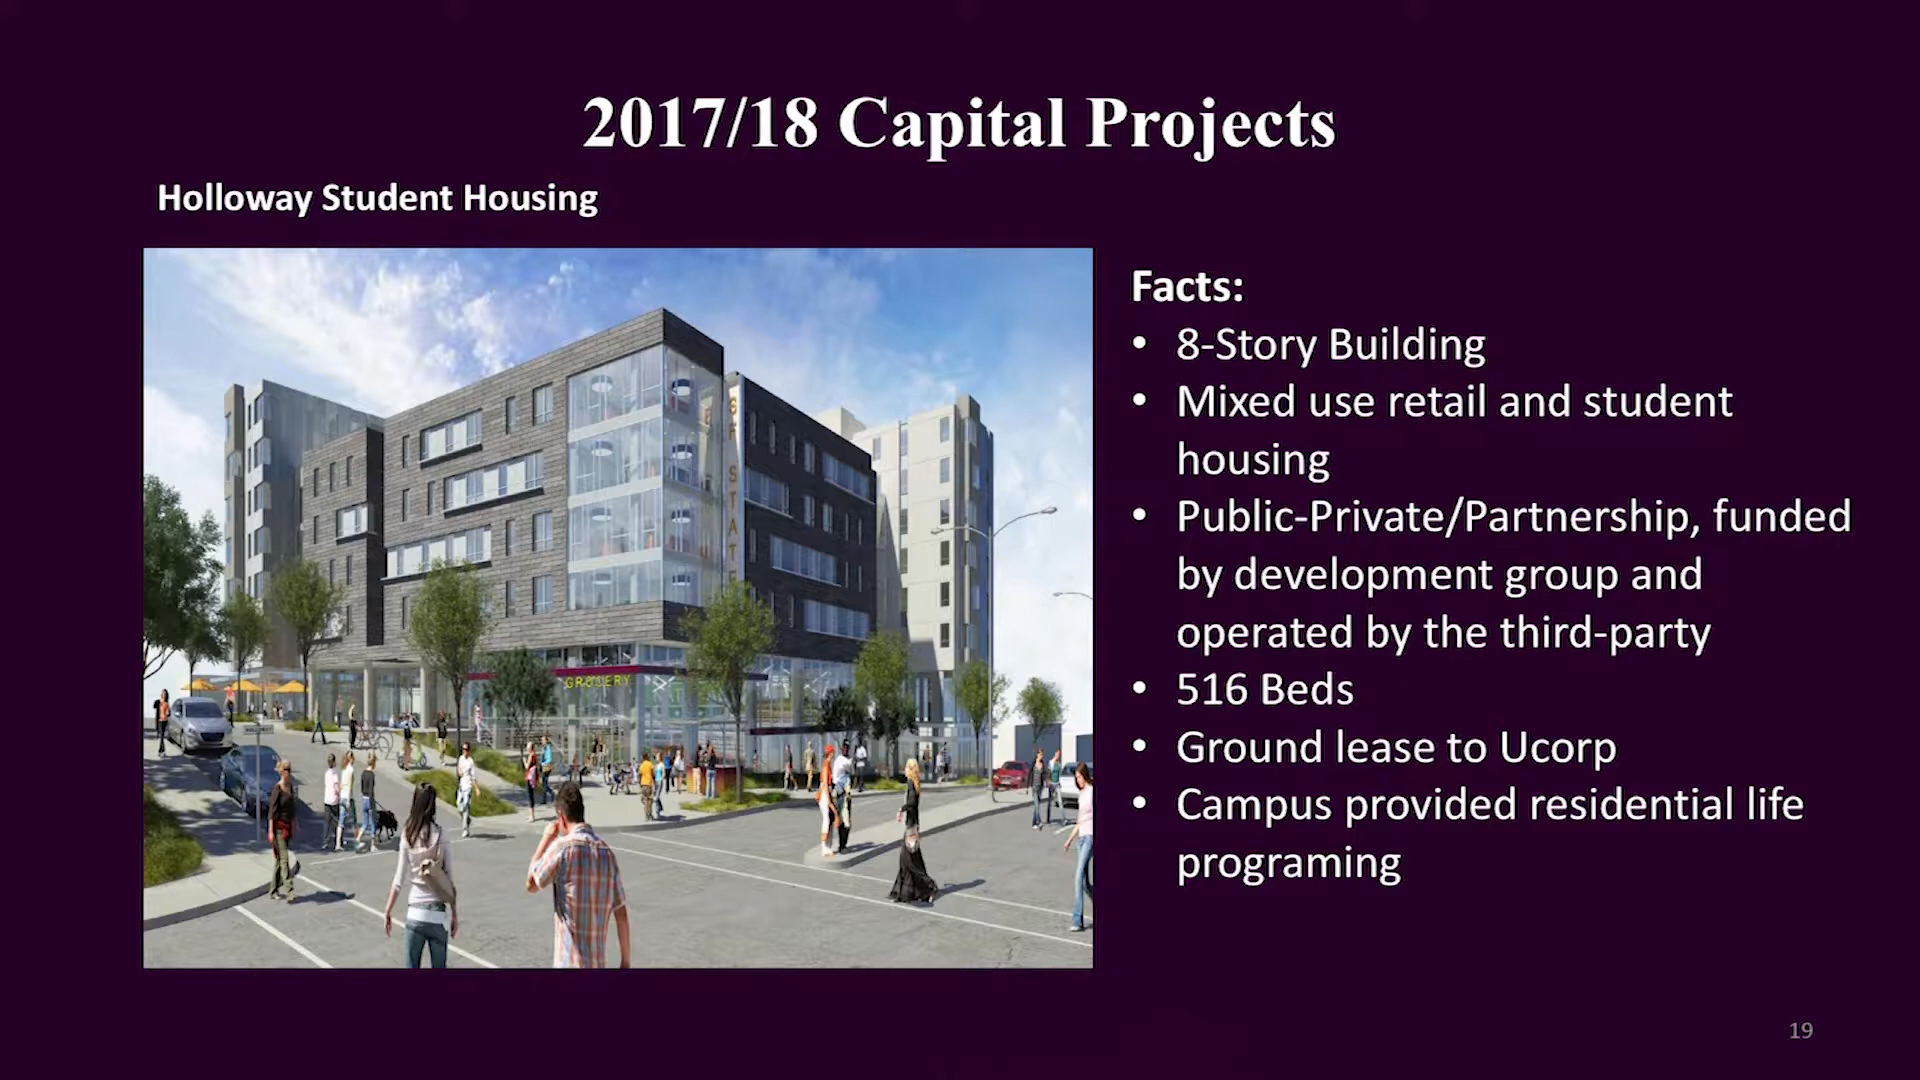 2017/18 Capital Projects
Holloway Student Housing
Facts:
• 8-Story Building
• Mixed use retail and student
housing
• Public-Private/Partnership, funded
by development group and
operated by the third-party
• 516 Beds
• Ground lease to Ucorp
• Campus provided residential life
programing
GROCERY
19